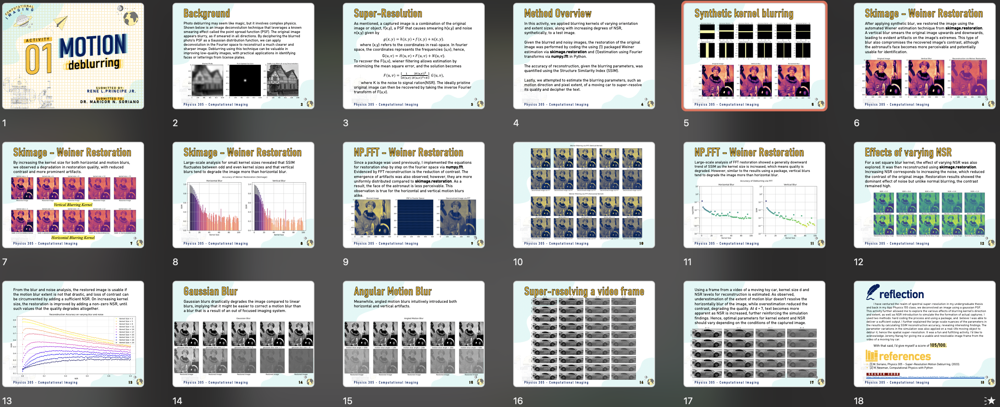 COMPUTATIONAL
IMAGING
ACTIVITY
01
MOTION
deblurring
SUBMITTED BY:
RENE L.PRINCIPE JR.
SUBMITTED TO:
DR. MARICOR N. SORIANO
1
Background
Photo deblurring may seem like magic, but it involves complex physics.
Shown below is an image deconvolution technique that leverages a known
smearing effect called the point spread function (PSF). The original image
appears blurry, as if smeared in all directions. By deciphering the blurred
photo's PSF as a Gaussian distribution function, we can apply
deconvolution in the Fourier space to reconstruct a much clearer and
sharper image. Deblurring using this technique can be valuable in
improving low-quality images, with practical applications in identifying
faces or letterings from license plates.
Physics 305 - Computational Imaging
2
2
Super-Resolution
As mentioned, a captured image is a combination of the original
image or object, f(x,y), a PSF that causes smearing h(x,y) and noise
n(x,y) given by
g(x, y) = h(x, y) * f(x, y) + n(x, y).
where (x,y) refers to the coordinates in real-space. In fourier
space, the coordinates represents the frequencies (u,v), hence,
G(u, v) = H(u, v) * F(u, v) + N(u, v).
To recover the F(u,v), wiener filtering allows estimation by
minimizing the mean square error, and the solution becomes
F(u, v) = [1/H(u,v) |H(u,v)|²/|H(u,v)|²+K] G(u, v),
where K is the noise to signal ration(NSR). The ideally pristine
original image can then be recovered by taking the inverse Fourier
transform of F(u,v).
Physics 305 - Computational Imaging
3
3
Method Overview
In this activity, we applied blurring kernels of varying orientation
and extent sizes, along with increasing degrees of NSR,
synthetically, to a test image.
Given the blurred and noisy images, the restoration of the original
image was performed by coding the using (1) packaged Weiner
estimation via skimage.restoration and (1)estimation using Fourier
transforms via numpy.fft in Python.
The accuracy of reconstruction, given the blurring parameters, was
quantified using the Structure Similarity Index (SSIM).
Lastly, we attempted to estimate the blurring parameters, such as
motion direction and pixel extent, of a moving car to super-resolve
its quality and decipher the text.
Physics 305 - Computational Imaging
4
4
Synthetic kernel blurring
Original Image
Vertical Blur
Horizontal Blur
Physics 305 - Computational Imaging
5
5
Skimage - Weiner Restoration
After applying synthetic blur, we restored the image using the
automated Wiener estimation technique from skimage.restoration.
A vertical blur smears the original image upwards and downwards,
leading to evident artifacts on the image's extremes. This type of
blur also compromises the recovered image's contrast, although
the astronaut's face becomes more perceivable and potentially
usable for identification.
Original Image
Vertical Blur
Reconstruction via Weiner Restoration
Physics 305 - Computational Imaging
6
6
Skimage - Weiner Restoration
By increasing the kernel size for both horizontal and motion blurs,
we observed a degradation in restoration quality, with reduced
contrast and more prominent artifacts.
Vertical Blurring Kernel
Horizontal Blurring Kernel
Physics 305 - Computational Imaging
7
7
Skimage - Weiner Restoration
Large-scale analysis for small kernel sizes revealed that SSIM
fluctuates between odd and even kernel sizes and that vertical
blurs tend to degrade the image more than horizontal blur.
Accuracy of Weiner Restoration (Skimage)
Horizontal Blur
Vertical Blur
SSIM
SSIM
Kernel Size
Kernel Size
Physics 305 - Computational Imaging
8
8
NP.FFT - Weiner Restoration
Since a package was used previously, I implemented the equations
for restoration step by step on the fourier space via numpy.fft.
Evidenced by FFT reconstruction is the reduction of contrast. The
emergence of artifacts was also observed; however, they are more
uniformly distributed compared to skimage.restoration. As a
result, the face of the astronaut is less perceivable. This
observation is true for the horizontal and vertical motion blurs
alike.
Blurred Image
PSF in Fourier Space
Deconvolved Image via FFT
Physics 305 - Computational Imaging
9
9
Weiner Filtering via FFT (Vertical Kernel)
Weiner Filtering via FFT (Horizontal Kernel)
Physics 305 - Computational Imaging
10
10
NP.FFT - Weiner Restoration
Large-scale analysis of FFT restoration showed a generally downward
trend of SSIM as the kernel size is increased, which means quality is
degraded. However, similar to the results using a package, vertical blurs
tend to degrade the image more than horizontal blur.
Accuracy of Deblurring via FFT
Horizontal Blur
Vertical Blur
Kernel Size
Kernel Size
Physics 305 - Computational Imaging
11
11
Effects of varying NSR
For a set square blur kernel, the effect of varying NSR was also
explored. It was then reconstructed using skimage.restoration.
Increasing NSR corresponds to increasing the noise, which reduced
the contrast of the original image. Restoration results showed the
dominant effect of noise but unlike normal blurring, the contrast
remained high.
Physics 305 - Computational Imaging
12
12
From the blur and noise analysis, the restored image is usable if
the motion blur extent is not that drastic, and loss of contrast can
be circumvented by adding a sufficient NSR. On increasing kernel
size, the restoration is improved by adding a non-zero NSR, until
such values that the quality degrades altogether.
Reconstruction Accuracy on varying blur and noise
Kernel Size = 2
Kernel Size = 5
Kernel Size = 8
Kernel Size = 11
Kernel Size = 14
Kernel Size = 17
Kernel Size = 20
Kernel Size = 23
Kernel Size = 26
Kernel Size = 29
SSIM
NSR
Physics 305 - Computational Imaging
13
13
Gaussian Blur
Gaussian blurs drastically degrades the image compared to linear
blurs, implying that it might be easier to correct a motion blur than
a blur that is a result of an out of focused imaging system.
Gaussian Blur
Physics 305 - Computational Imaging
14
14
Angular Motion Blur
Meanwhile, angled motion blurs intuitively introduced both
horizontal and vertical artifacts.
Angled Motion Blur
Physics 305 - Computational Imaging
15
15
Super-resolving a video frame
Physics 305 - Computational Imaging
16
16
Using a frame from a video of a moving toy car, kernel size d and
NSR levels for reconstruction is estimated. As observed,
underestimation of the extent of motion blur doesn't resolve the
horizontally blur of the image, while overestimation reduced the
contrast, degrading the quality. At d = 7, text becomes more
apparent as NSR is increased, further reinforcing the simulation
findings. Hence, optimal parameters for kernel extent and NSR
should vary depending on the conditions of the captured image.
Physics 305 - Computational Imaging
17
17
reflection
I have ventured the realm of spectral super-resolution in my undergraduate thesis
and back in my App Physics 155 class, we deconvolved an image using a gaussian PSF.
This activity further allowed me to explore the various effects of blurring kernel's direction
and extent, as well as NSR introduction to simulate the the formation of actual captures. I
used two methods: hard coding the process and using a package, and believe I was able to
deliver a sufficient output. I further explained the large-scale nuances of the parameters in
the results by calculating SSIM reconstruction accuracy, revealing interesting findings. The
parameter variations in the simulation was also applied on a real-life moving object to
deblur it, hence the spatial super-resolution. It was a fun and fulfilling activity. I'd like to
acknowledge Jeremy Narag for giving me a usable and resolvable image frame from the
video of a moving toy car.
With that said, I'd give myself a score of 105/100.
references
[1] M. Soriano, Physics 305 - Super-Resolution Motion Deblurring, (2023).
[2] M. Newman, Computational Physics with Python
SOURCE CODE
Physics 305 - Computational Imaging
18
18